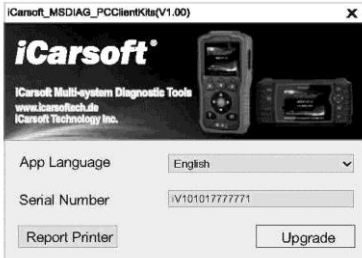 iCarsoft_MSDIAG_PCClientKits(V1.00) X
iCarsoft®
iCarsoft Multi-system Diagnostic Tools
www.icarsoftech.de
iCarsoft Technology Inc.
App Language English
Serial Number iV101017777771
Report Printer Upgrade